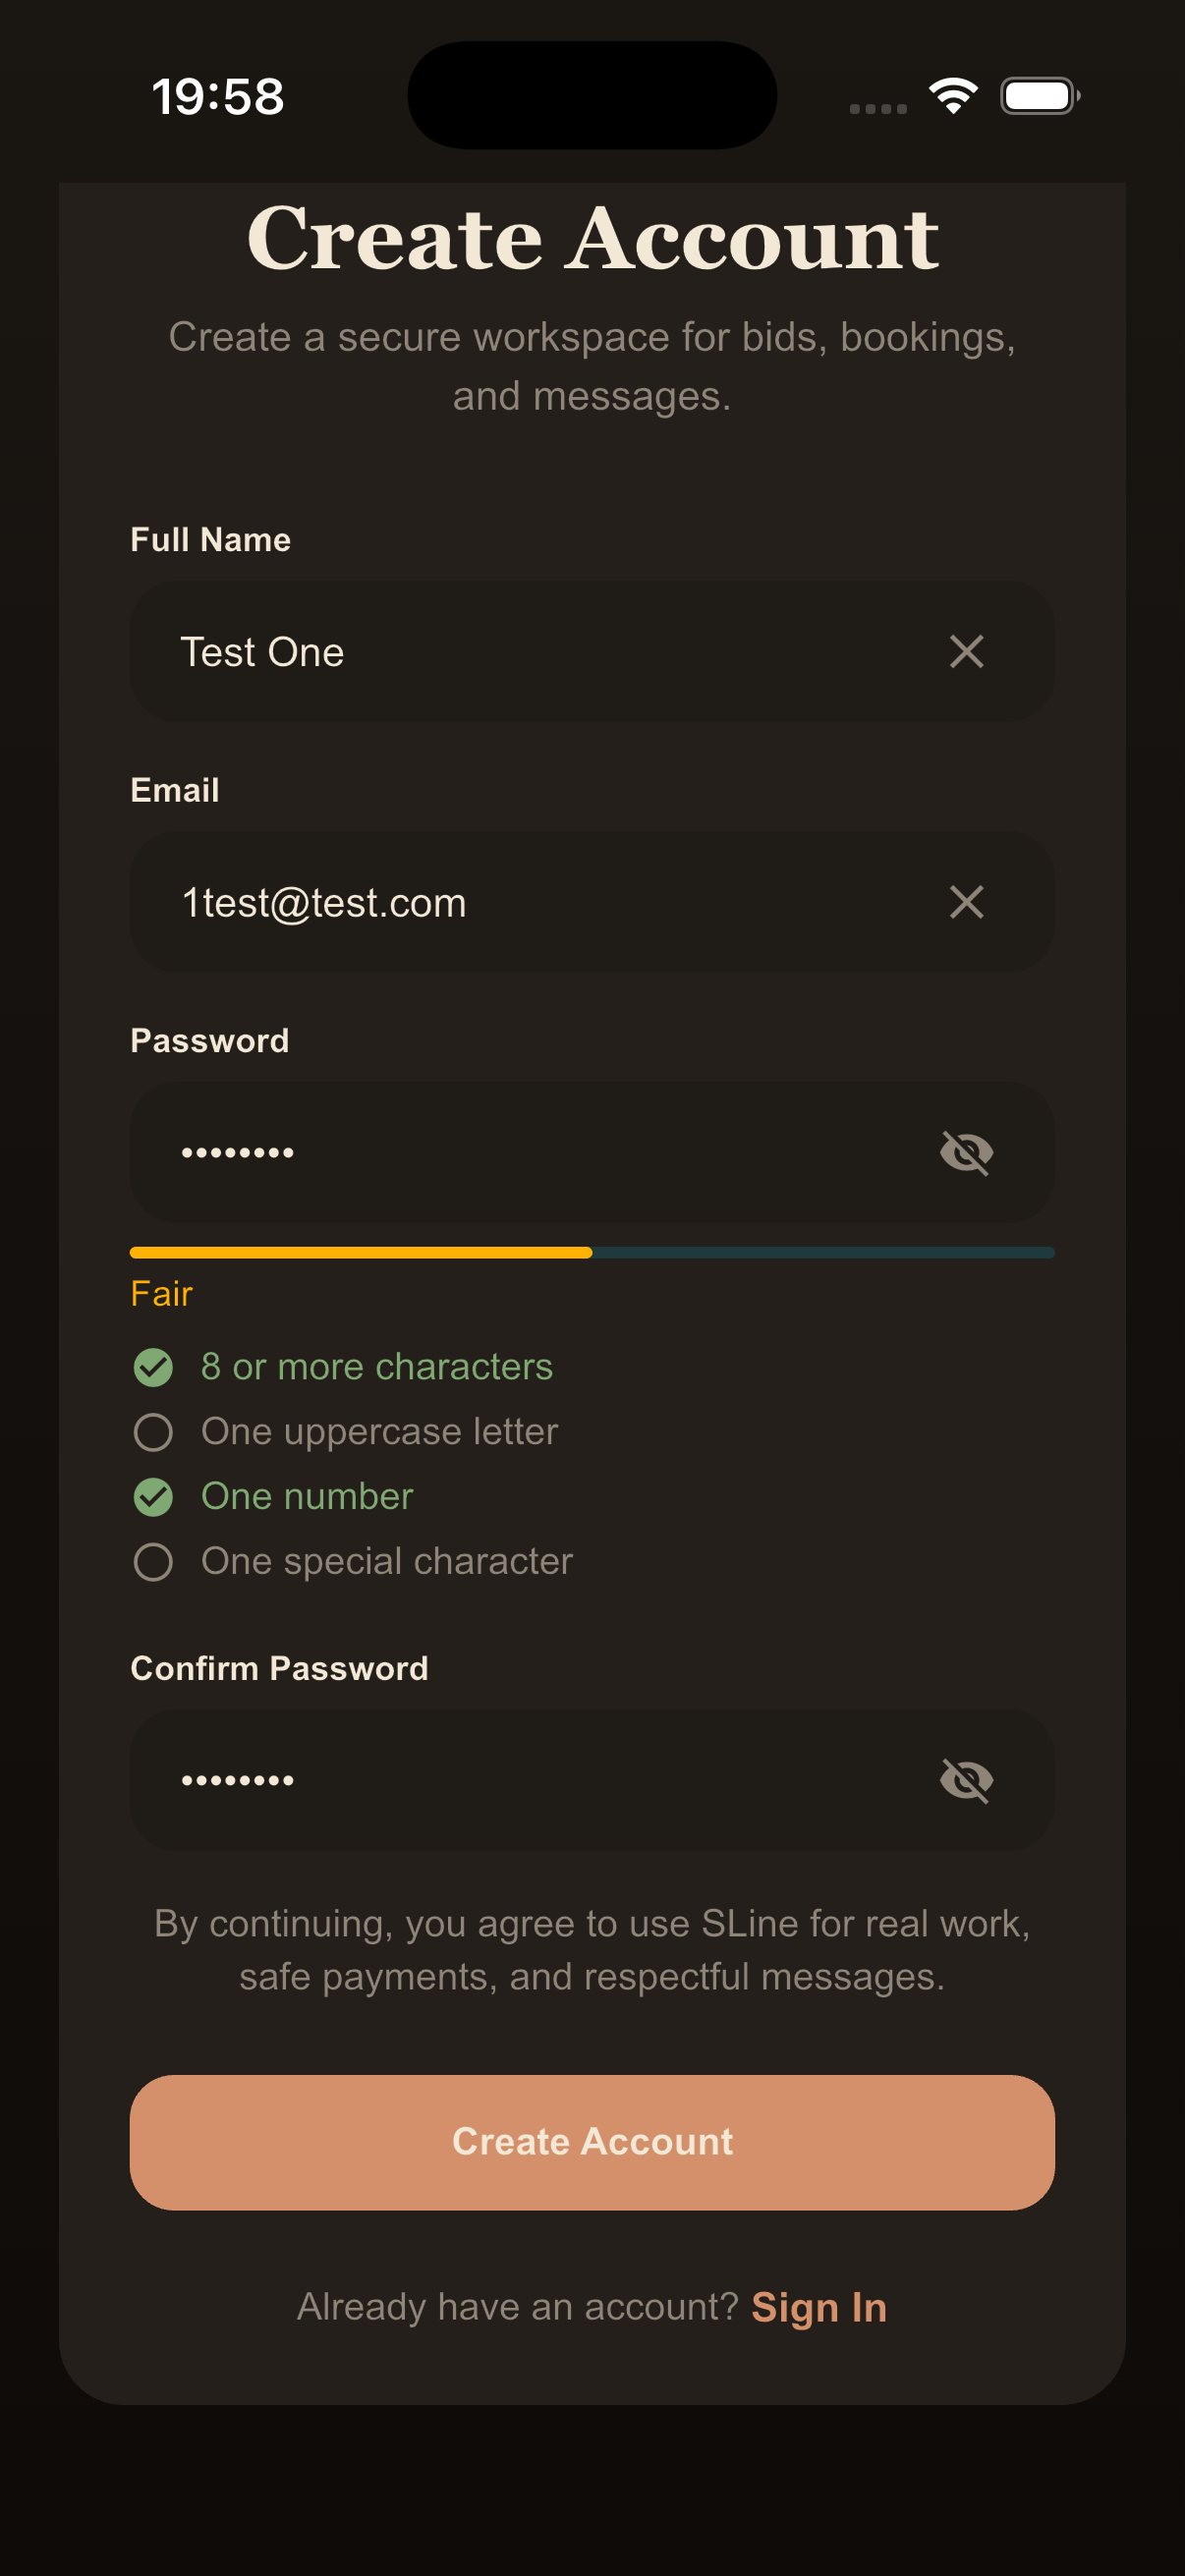 19:58
Create Account
Create a secure workspace for bids, bookings,
and messages.
Full Name
Test One
Email
1test@test.com
Password
••••••••
Fair
8 or more characters
One uppercase letter
One number
One special character
Confirm Password
••••••••
By continuing, you agree to use SLine for real work,
safe payments, and respectful messages.
Create Account
Already have an account? Sign In